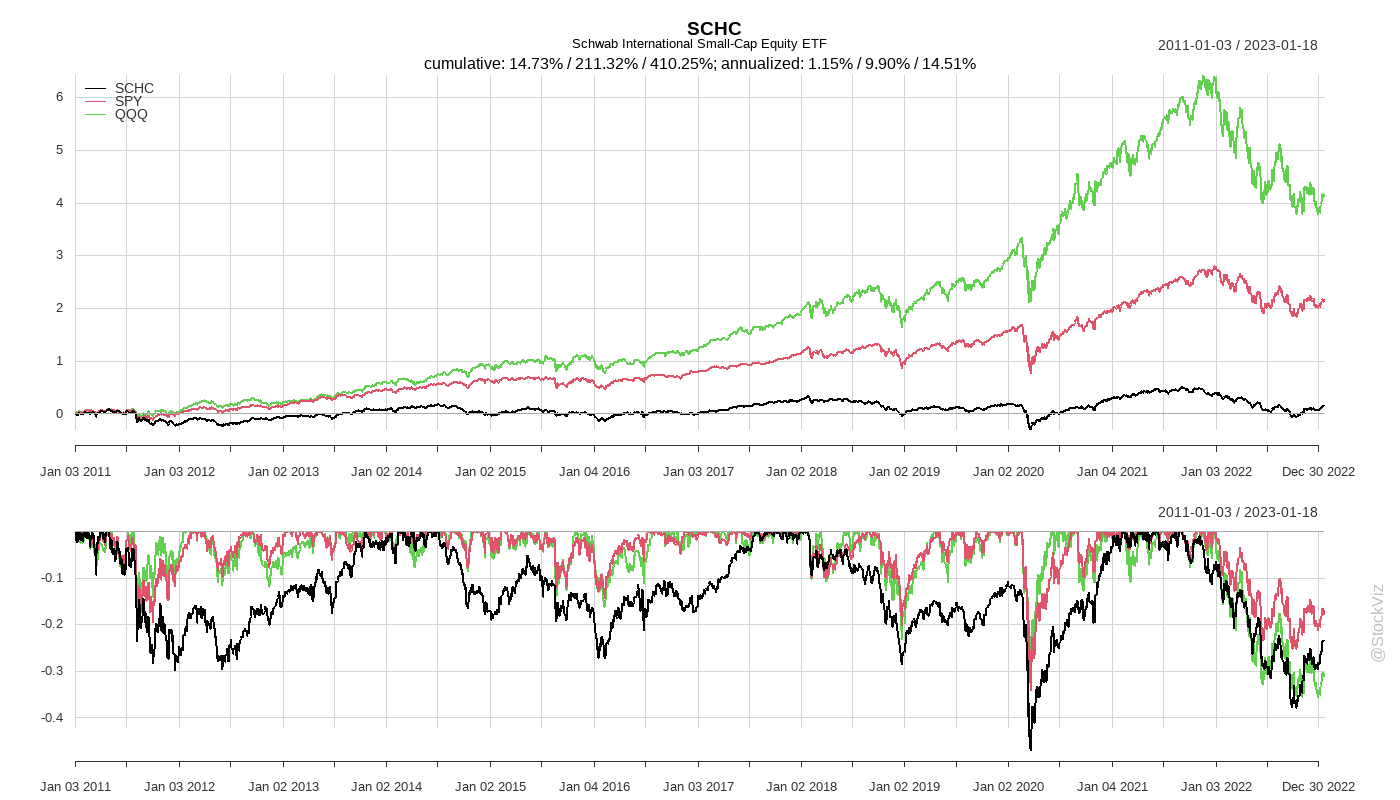 SCHC
Schwab International Small-Cap Equity ETF
2011-01-03 / 2023-01-18
cumulative: 14.73% / 211.32% / 410.25%; annualized: 1.15% / 9.90% / 14.51%
SCHC
SPY
QQQ
6
5
4
3
2
1
0
Jan 03 2011 Jan 03 2012 Jan 02 2013 Jan 02 2014 Jan 02 2015 Jan 04 2016 Jan 03 2017 Jan 02 2018 Jan 02 2019 Jan 02 2020 Jan 04 2021 Jan 03 2022 Dec 30 2022
2011-01-03 / 2023-01-18
-0.1
-0.2
-0.3
-0.4
Jan 03 2011 Jan 03 2012 Jan 02 2013 Jan 02 2014 Jan 02 2015 Jan 04 2016 Jan 03 2017 Jan 02 2018 Jan 02 2019 Jan 02 2020 Jan 04 2021 Jan 03 2022 Dec 30 2022
@StockViz